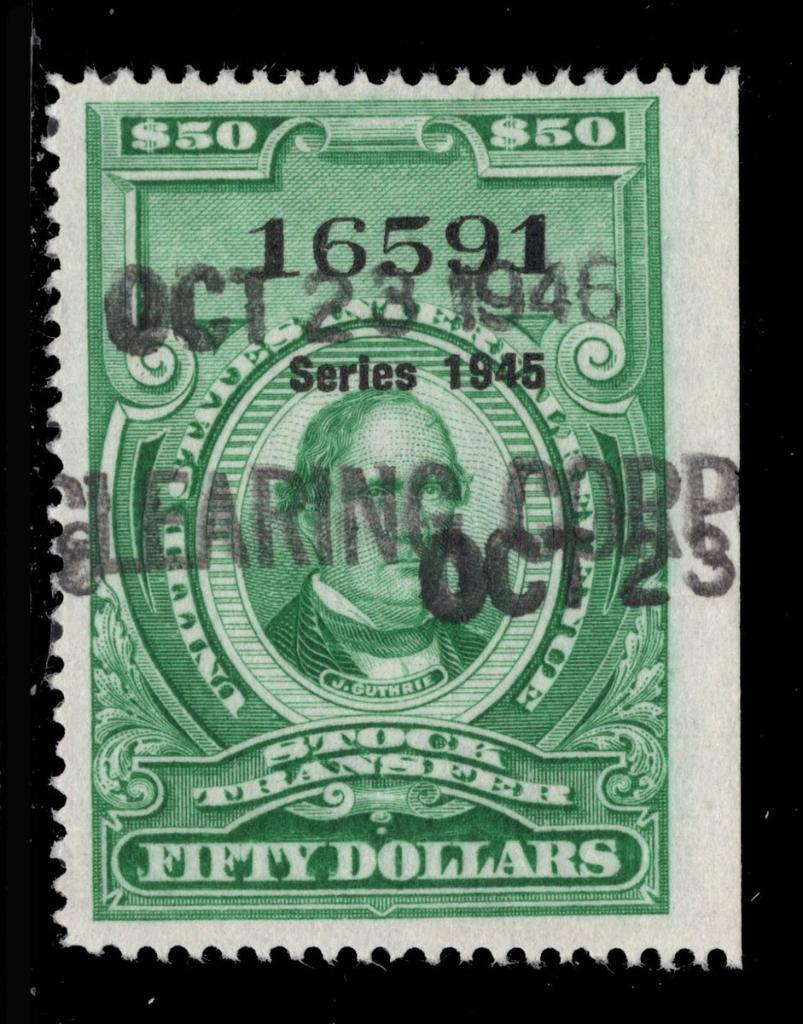 $50 $50
16591
OCT 23 1946
UNITED STATES INTERNAL REVENUE
Series 1945
CLEARING CORP
OCT 23
J. GUTHRIE
STOCK
TRANSFER
FIFTY DOLLARS